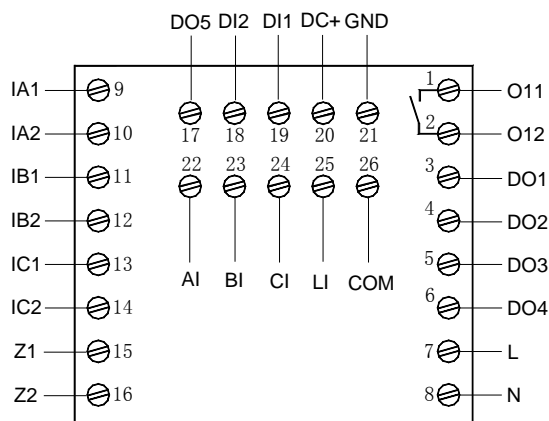 DO5 DI2 DI1 DC+ GND
IA1 9 1 O11
17 18 19 20 21
IA2 10 2 O12
22 23 24 25 26
IB1 11 3 DO1
IB2 12 4 DO2
AI BI CI LI COM
IC1 13 5 DO3
IC2 14 6 DO4
Z1 15 7 L
Z2 16 8 N